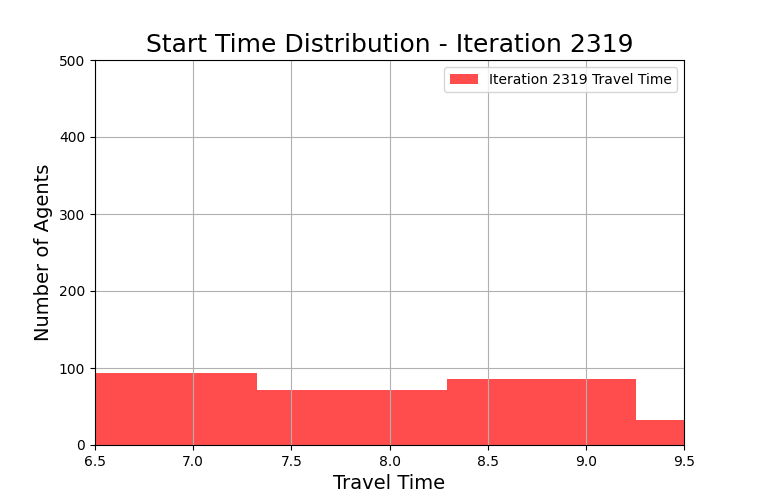 Start Time Distribution - Iteration 2319
Iteration 2319 Travel Time
Number of Agents
500
400
300
200
100
0
6.5 7.0 7.5 8.0 8.5 9.0 9.5
Travel Time